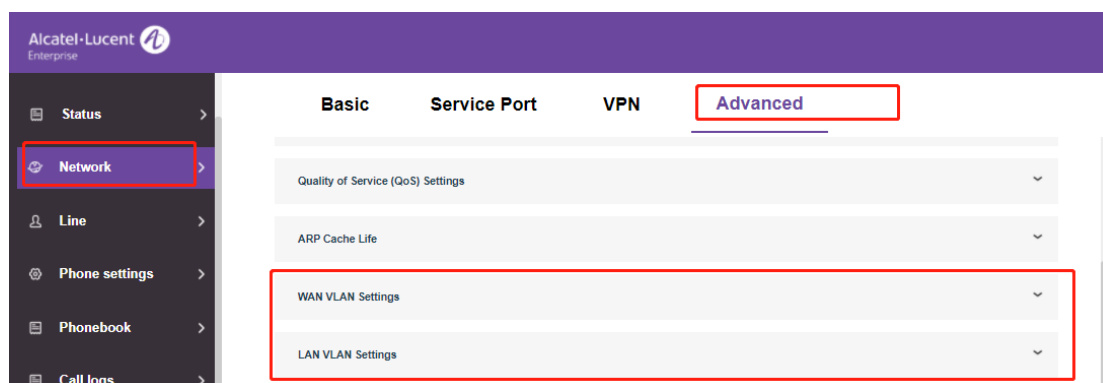 Alcatel·Lucent
Enterprise
Basic Service Port VPN Advanced
Status
Network
Line
Phone settings
Phonebook
Call logs
Quality of Service (QoS) Settings
ARP Cache Life
WAN VLAN Settings
LAN VLAN Settings